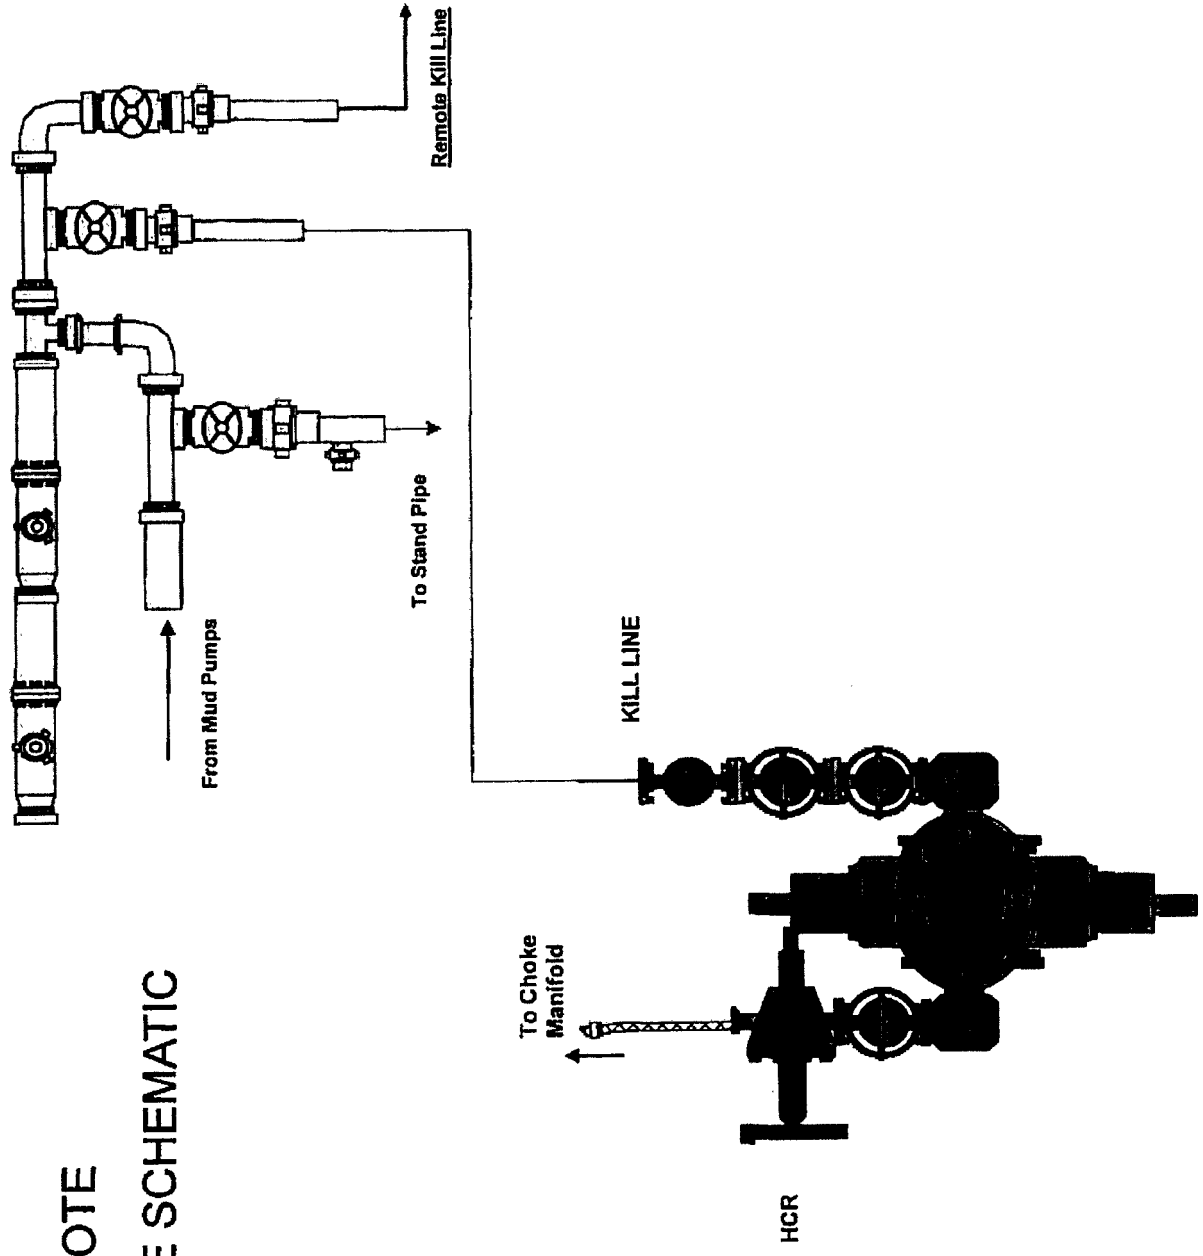 OTE
E SCHEMATIC
Remote Kill Line
From Mud Pumps
To Stand Pipe
KILL LINE
To Choke
Manifold
HCR